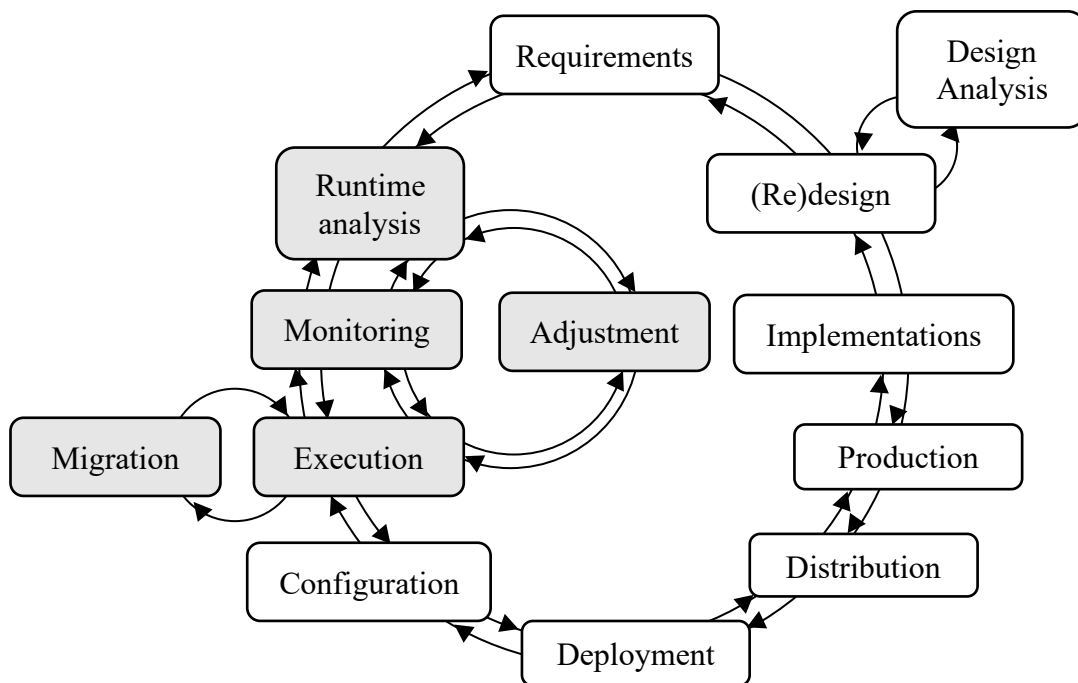 Requirements
Design
Analysis
Runtime
analysis
(Re)design
Monitoring
Adjustment
Implementations
Migration
Execution
Production
Configuration
Distribution
Deployment